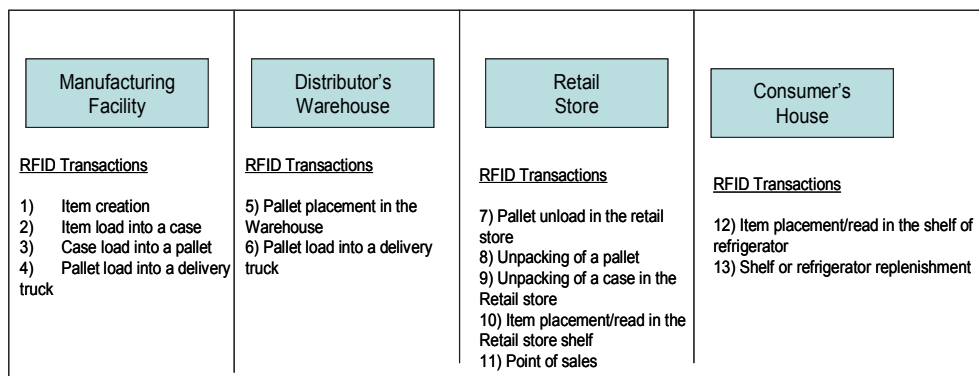 Manufacturing
Facility
RFID Transactions
1) Item creation
2) Item load into a case
3) Case load into a pallet
4) Pallet load into a delivery
truck
Distributor's
Warehouse
RFID Transactions
5) Pallet placement in the
Warehouse
6) Pallet load into a delivery
truck
Retail
Store
RFID Transactions
7) Pallet unload in the retail
store
8) Unpacking of a pallet
9) Unpacking of a case in the
Retail store
10) Item placement/read in the
Retail store shelf
11) Point of sales
Consumer's
House
RFID Transactions
12) Item placement/read in the shelf of
refrigerator
13) Shelf or refrigerator replenishment